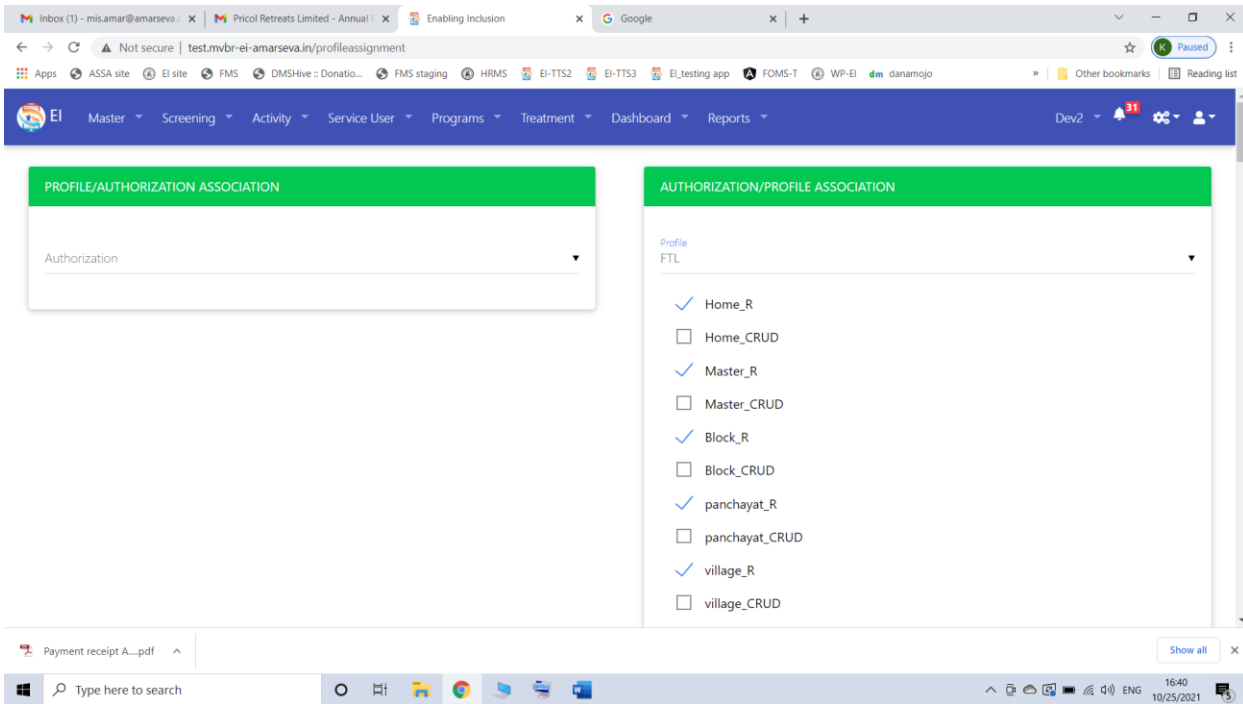 Inbox (1) - mis.amar@amarseva.
Pricol Retreats Limited - Annual
Enabling Inclusion
Google
Not secure | test.mvbr-ei-amarseva.in/profileassignment
K Paused
Apps ASSA site EI site FMS DMSHive :: Donatio... FMS staging HRMS EI-TTS2 EI-TTS3 EI_testing app FOMS-T WP-EI dm danamojo » Other bookmarks Reading list
EI Master Screening Activity Service User Programs Treatment Dashboard Reports Dev2 31
PROFILE/AUTHORIZATION ASSOCIATION
Authorization
AUTHORIZATION/PROFILE ASSOCIATION
Profile
FTL
Home_R
Home_CRUD
Master_R
Master_CRUD
Block_R
Block_CRUD
panchayat_R
panchayat_CRUD
village_R
village_CRUD
Payment receipt A....pdf
Show all
Type here to search
ENG
16:40
10/25/2021
5